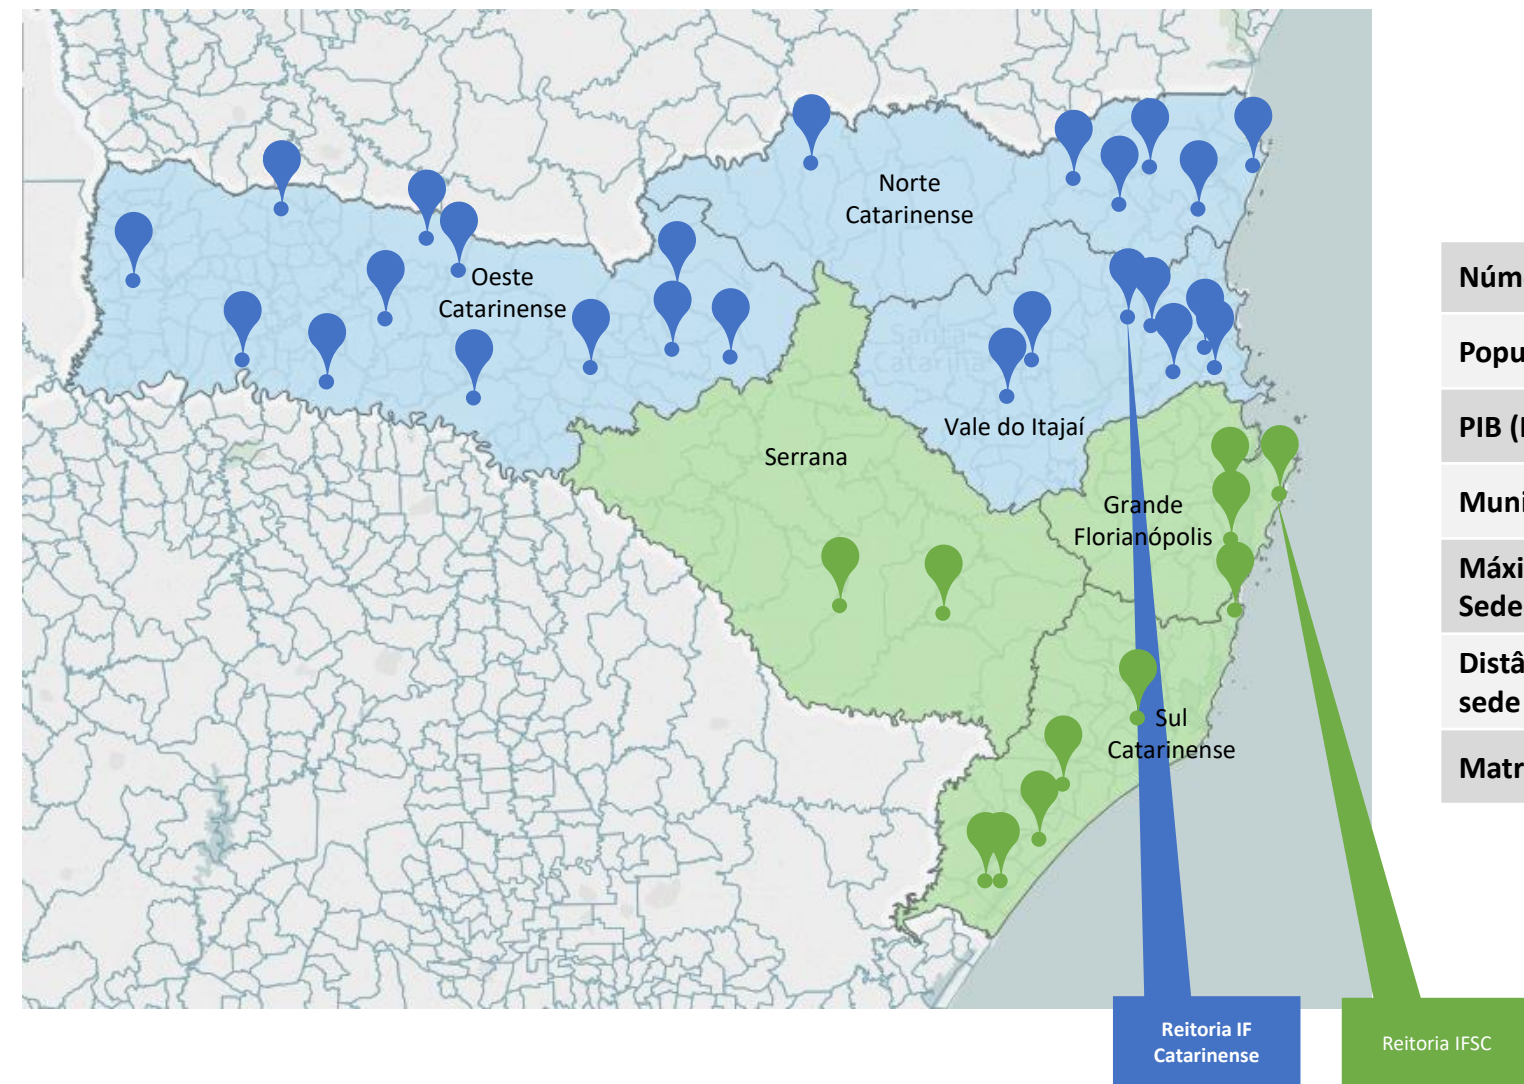 Norte
Catarinense
Oeste
Catarinense
Vale do Itajaí
Serrana
Grande
Florianópolis
Sul
Catarinense
Reitoria IF
Catarinense
Reitoria IFSC
Núm
Popu
PIB (
Muni
Máxi
Sede
Distâ
sede
Matr